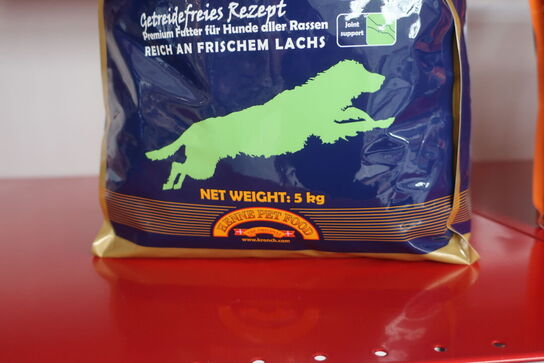 Getreidefreies Rezept
Premium Futter für Hunde aller Rassen
REICH AN FRISCHEM LACHS
Joint
support
NET WEIGHT: 5 kg
HENNE PET FOOD
www.kronch.com